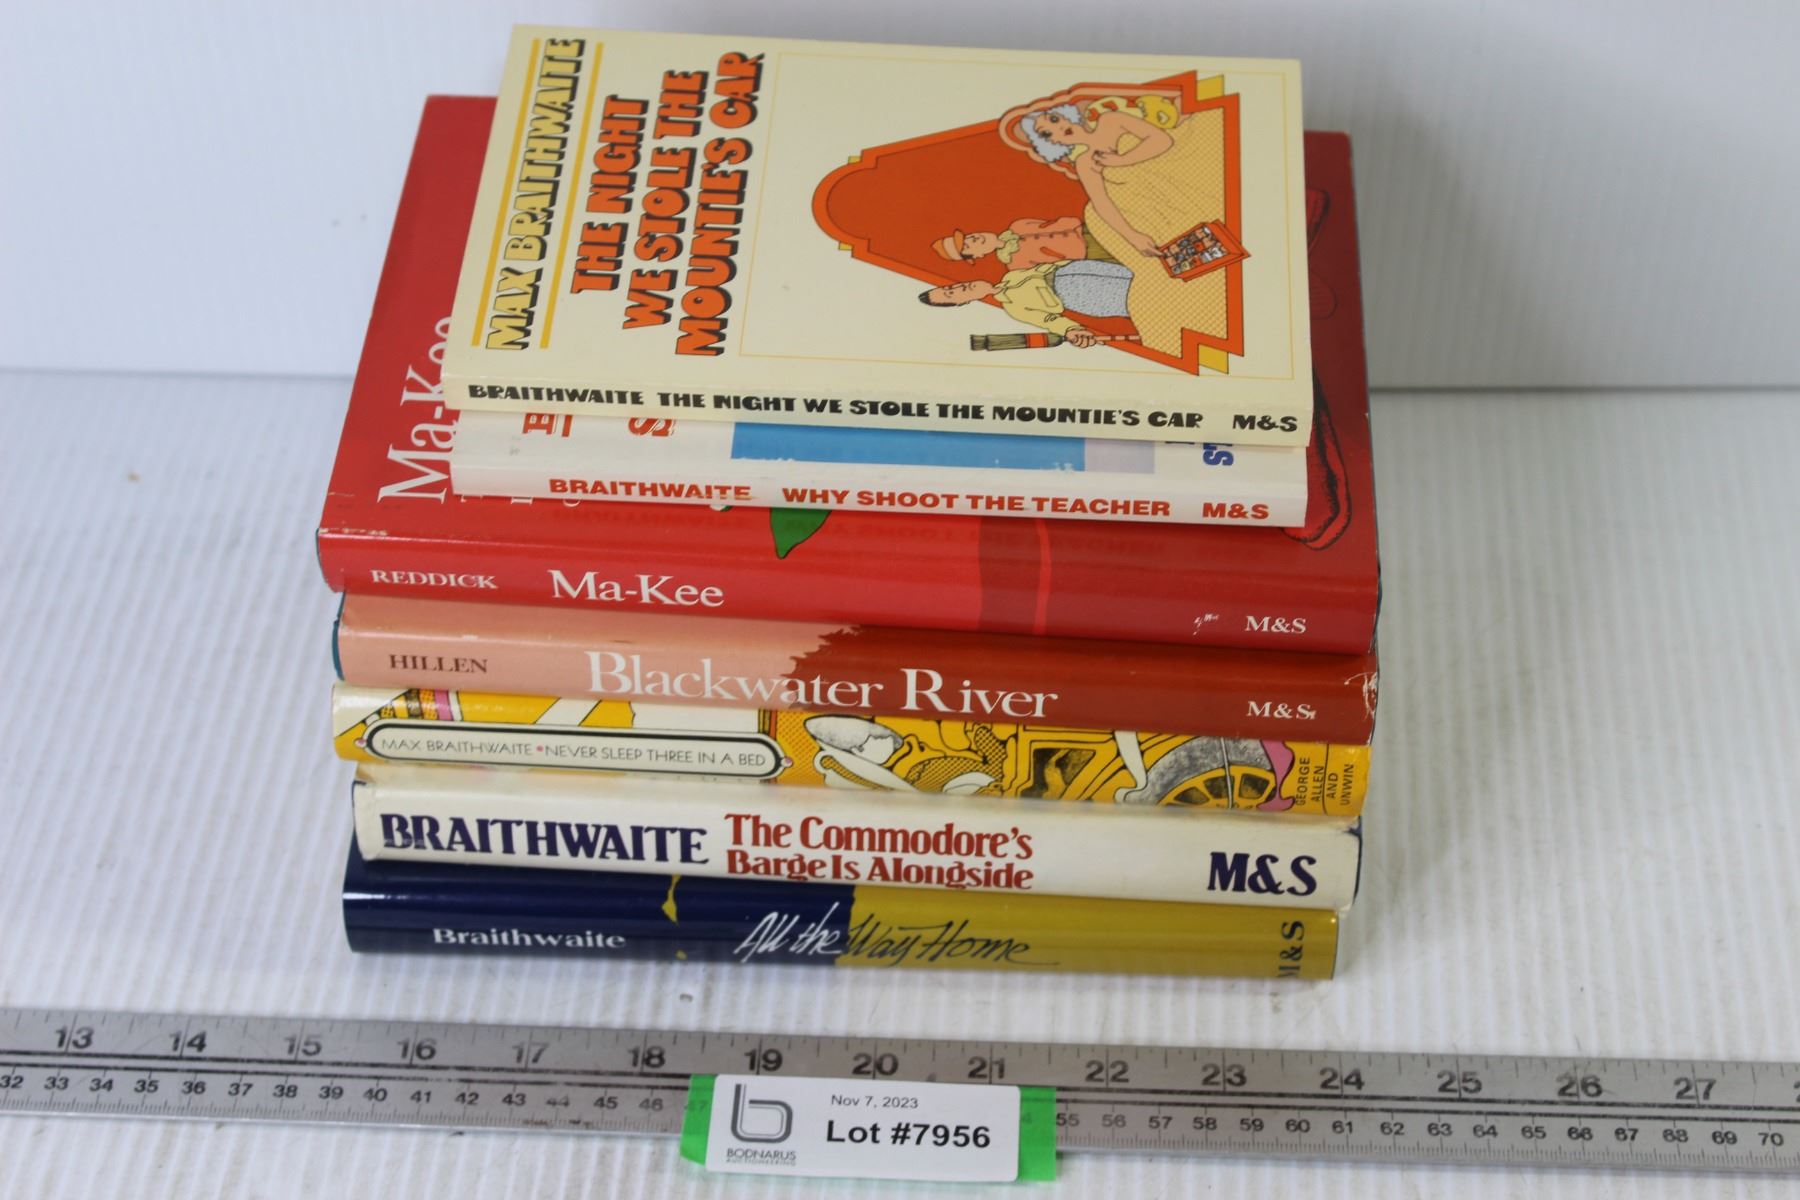 MAX BRAITHWAITE
THE NIGHT
WE STOLE THE
MOUNTIE'S CAR
BRAITHWAITE THE NIGHT WE STOLE THE MOUNTIE'S CAR M&S
BRAITHWAITE WHY SHOOT THE TEACHER M&S
Ma-Kee
REDDICK Ma-Kee M&S
HILLEN Blackwater River M&S
MAX BRAITHWAITE • NEVER SLEEP THREE IN A BED
GEORGE
ALLEN
AND
UNWIN
BRAITHWAITE The Commodore's
Barge Is Alongside
M&S
Braithwaite All the Way Home M&S
13 14 15 16 17 18 19 20 21 22 23 24 25 26 27
32 33 34 35 36 37 38 39 40 41 42 43 44 45 46 47 55 56 57 58 59 60 61 62 63 64 65 66 67 68 69 70
Nov 7, 2023
Lot #7956
BODNARUS
AUCTIONEERING